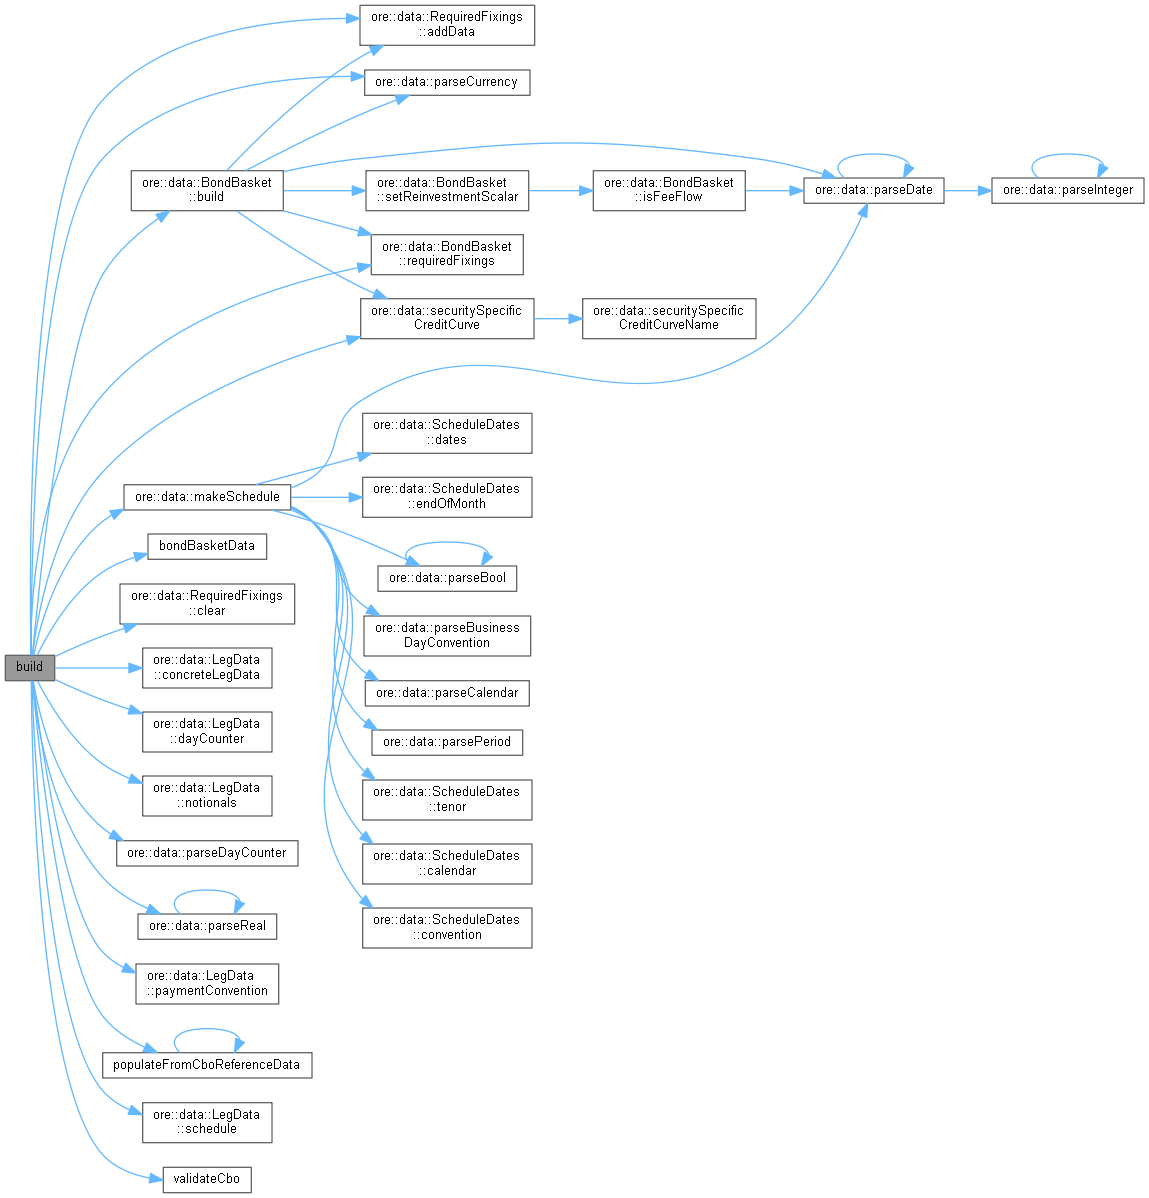 ore::data::RequiredFixings
::addData
ore::data::parseCurrency
ore::data::BondBasket
::build
ore::data::BondBasket
::setReinvestmentScalar
ore::data::BondBasket
::isFeeFlow
ore::data::parseDate
ore::data::parseInteger
ore::data::BondBasket
::requiredFixings
ore::data::securitySpecific
CreditCurve
ore::data::securitySpecific
CreditCurveName
ore::data::ScheduleDates
::dates
ore::data::makeSchedule
ore::data::ScheduleDates
::endOfMonth
bondBasketData
ore::data::parseBool
ore::data::RequiredFixings
::clear
ore::data::parseBusiness
DayConvention
build
ore::data::LegData
::concreteLegData
ore::data::parseCalendar
ore::data::LegData
::dayCounter
ore::data::parsePeriod
ore::data::LegData
::notionals
ore::data::ScheduleDates
::tenor
ore::data::parseDayCounter
ore::data::ScheduleDates
::calendar
ore::data::parseReal
ore::data::ScheduleDates
::convention
ore::data::LegData
::paymentConvention
populateFromCboReferenceData
ore::data::LegData
::schedule
validateCbo